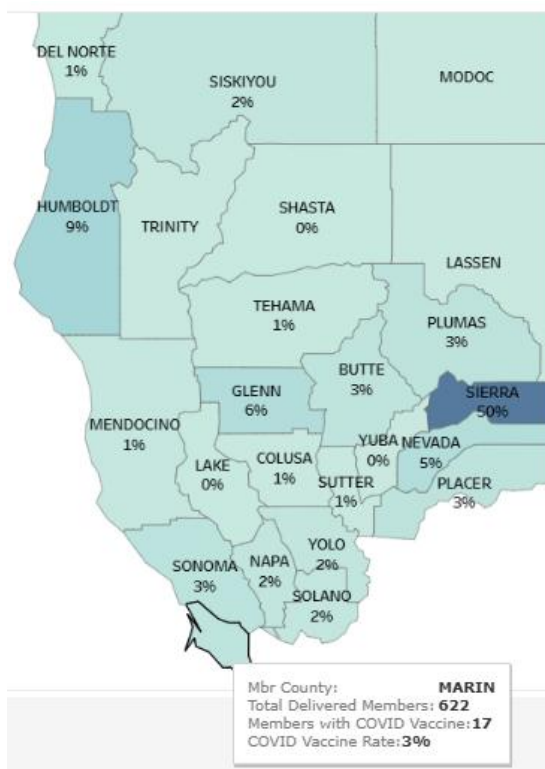 DEL NORTE
1%
SISKIYOU
2%
MODOC
HUMBOLDT
9%
TRINITY
SHASTA
0%
LASSEN
TEHAMA
1%
PLUMAS
3%
GLENN
6%
BUTTE
3%
SIERRA
50%
MENDOCINO
1%
LAKE
0%
COLUSA
1%
SUTTER
1%
YUBA
0%
NEVADA
5%
PLACER
3%
SONOMA
3%
NAPA
2%
YOLO
2%
SOLANO
2%
Mbr County: MARIN
Total Delivered Members: 622
Members with COVID Vaccine: 17
COVID Vaccine Rate: 3%